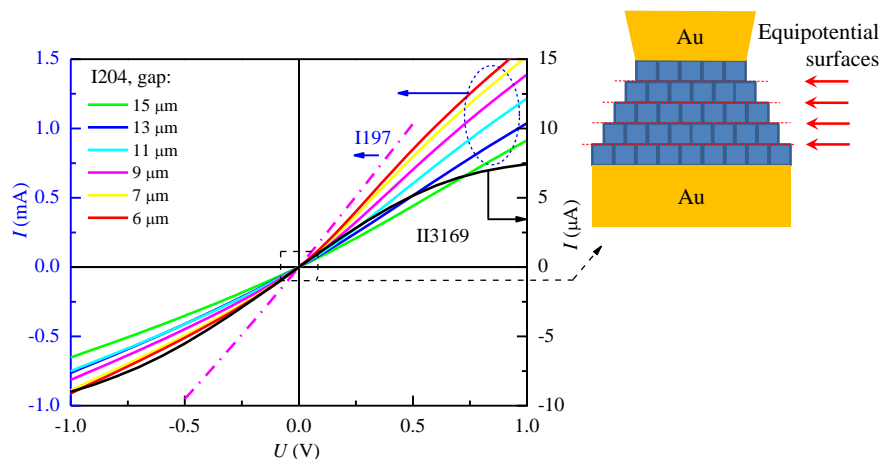 1.5
15
I204, gap:
15 μm
13 μm
11 μm
9 μm
7 μm
6 μm
I197
II3169
1.0
10
0.5
5
0.0
0
-0.5
-5
-1.0
-10
I (mA)
I (μA)
-1.0
-0.5
0.0
0.5
1.0
U (V)
Au
Equipotential
surfaces
Au